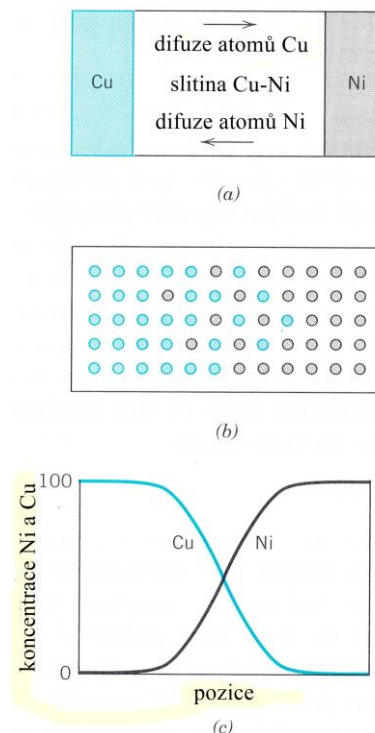 difuze atomů Cu
Cu
slitina Cu-Ni
Ni
difuze atomů Ni
(a)
(b)
100
koncentrace Ni a Cu
Cu
Ni
0
pozice
(c)